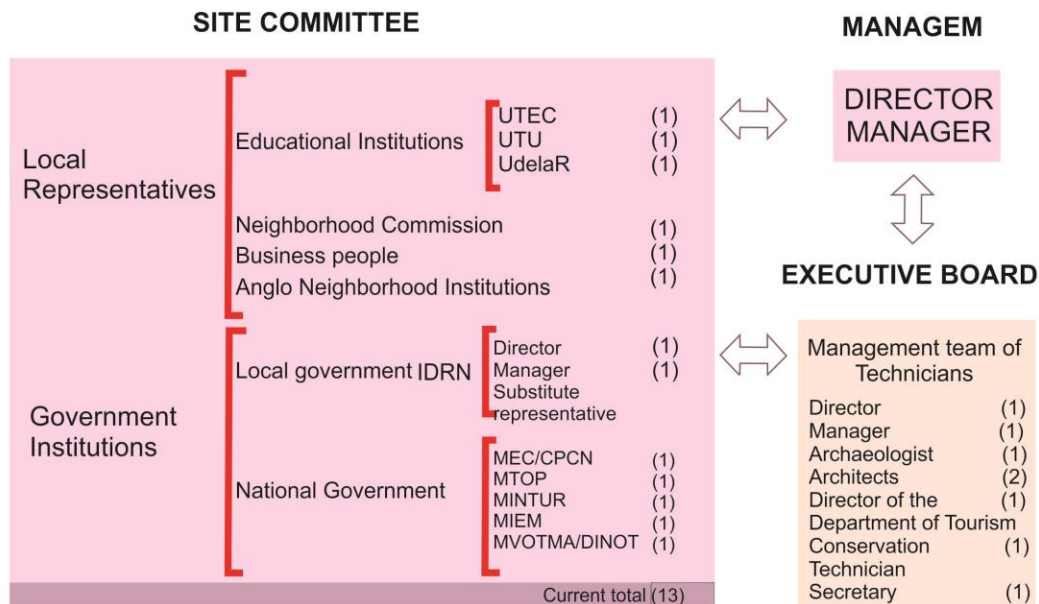 SITE COMMITTEE
Local
Representatives
Educational Institutions
UTEC (1)
UTU (1)
UdelaR (1)
Neighborhood Commission (1)
Business people (1)
Anglo Neighborhood Institutions (1)
Government
Institutions
Local government IDRN
Director (1)
Manager (1)
Substitute
representative
National Government
MEC/CPCN (1)
MTOP (1)
MINTUR (1)
MIEM (1)
MVOTMA/DINOT (1)
Current total (13)
MANAGEM
DIRECTOR
MANAGER
EXECUTIVE BOARD
Management team of
Technicians
Director (1)
Manager (1)
Archaeologist (1)
Architects (2)
Director of the (1)
Department of Tourism
Conservation (1)
Technician
Secretary (1)